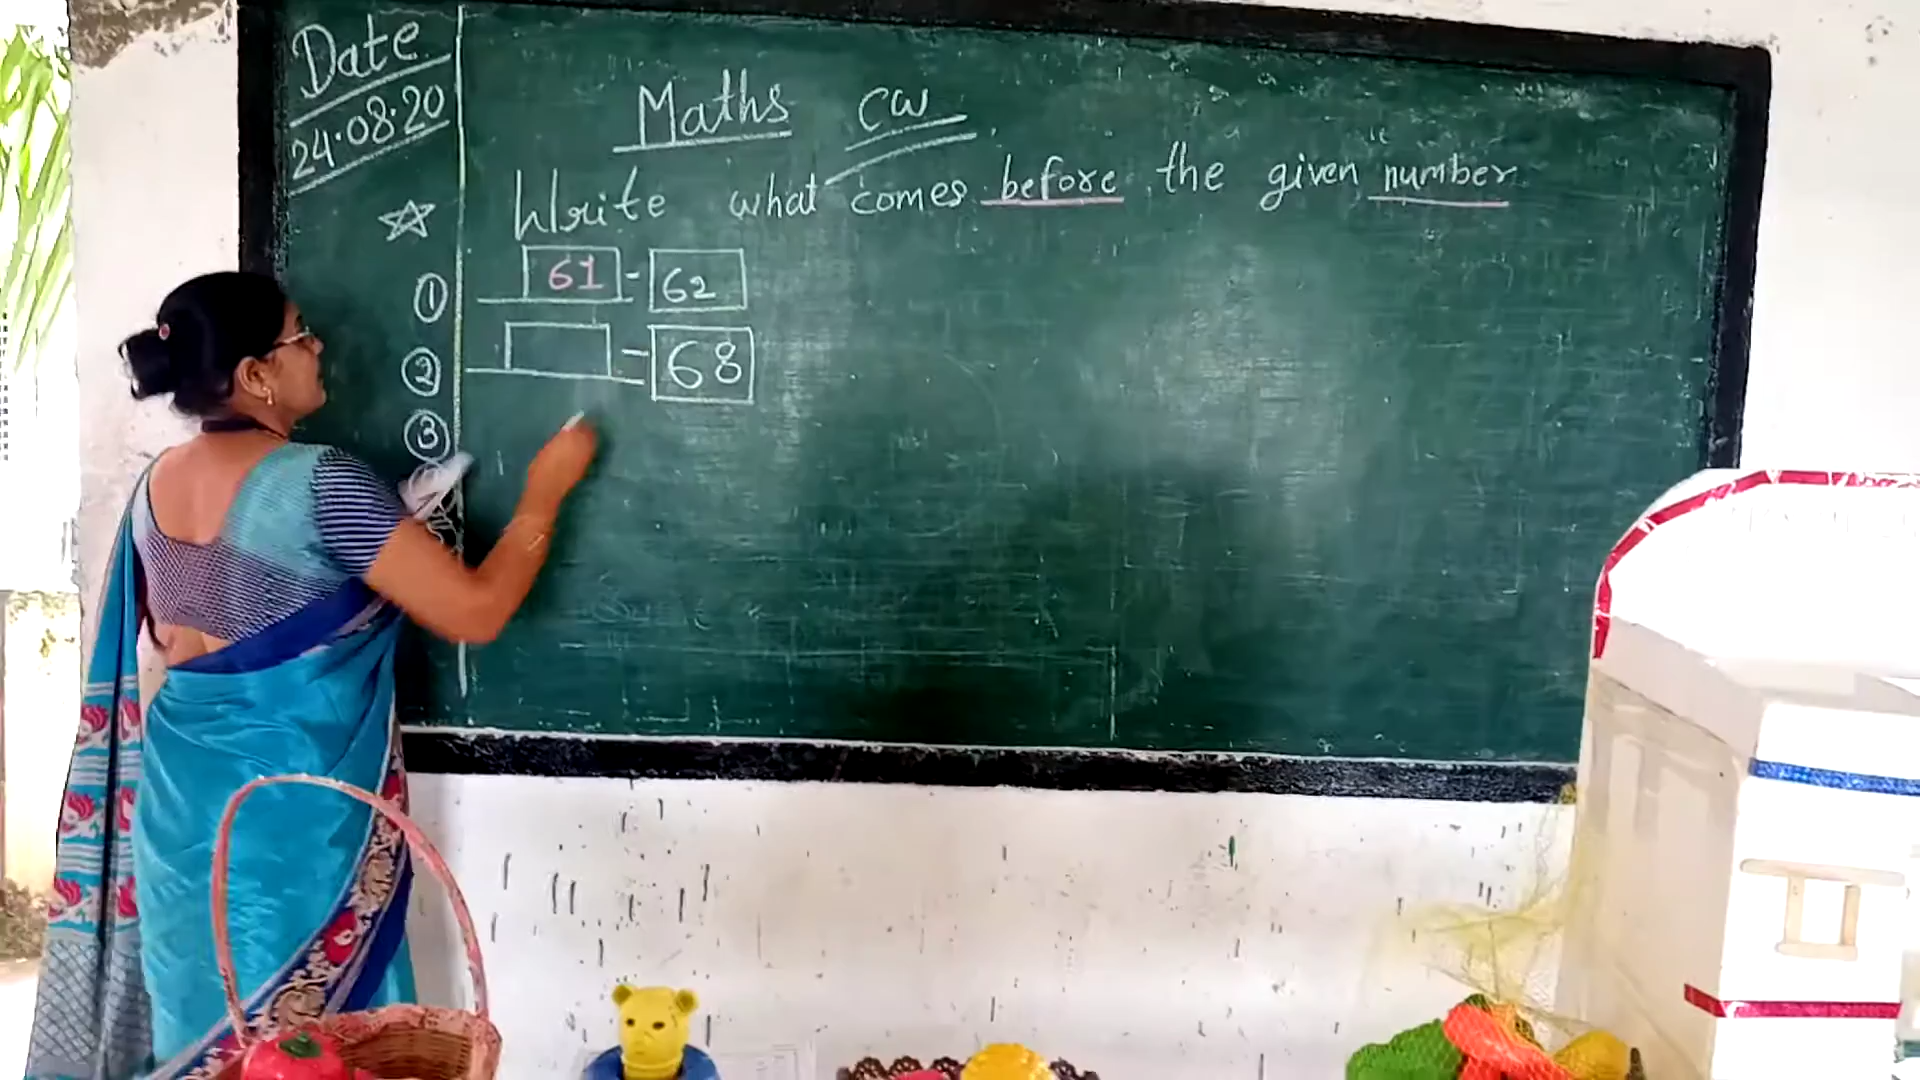 Date
24.08.20
Maths CW
Write what comes before the given number
① 61 - 62
② - 68
③